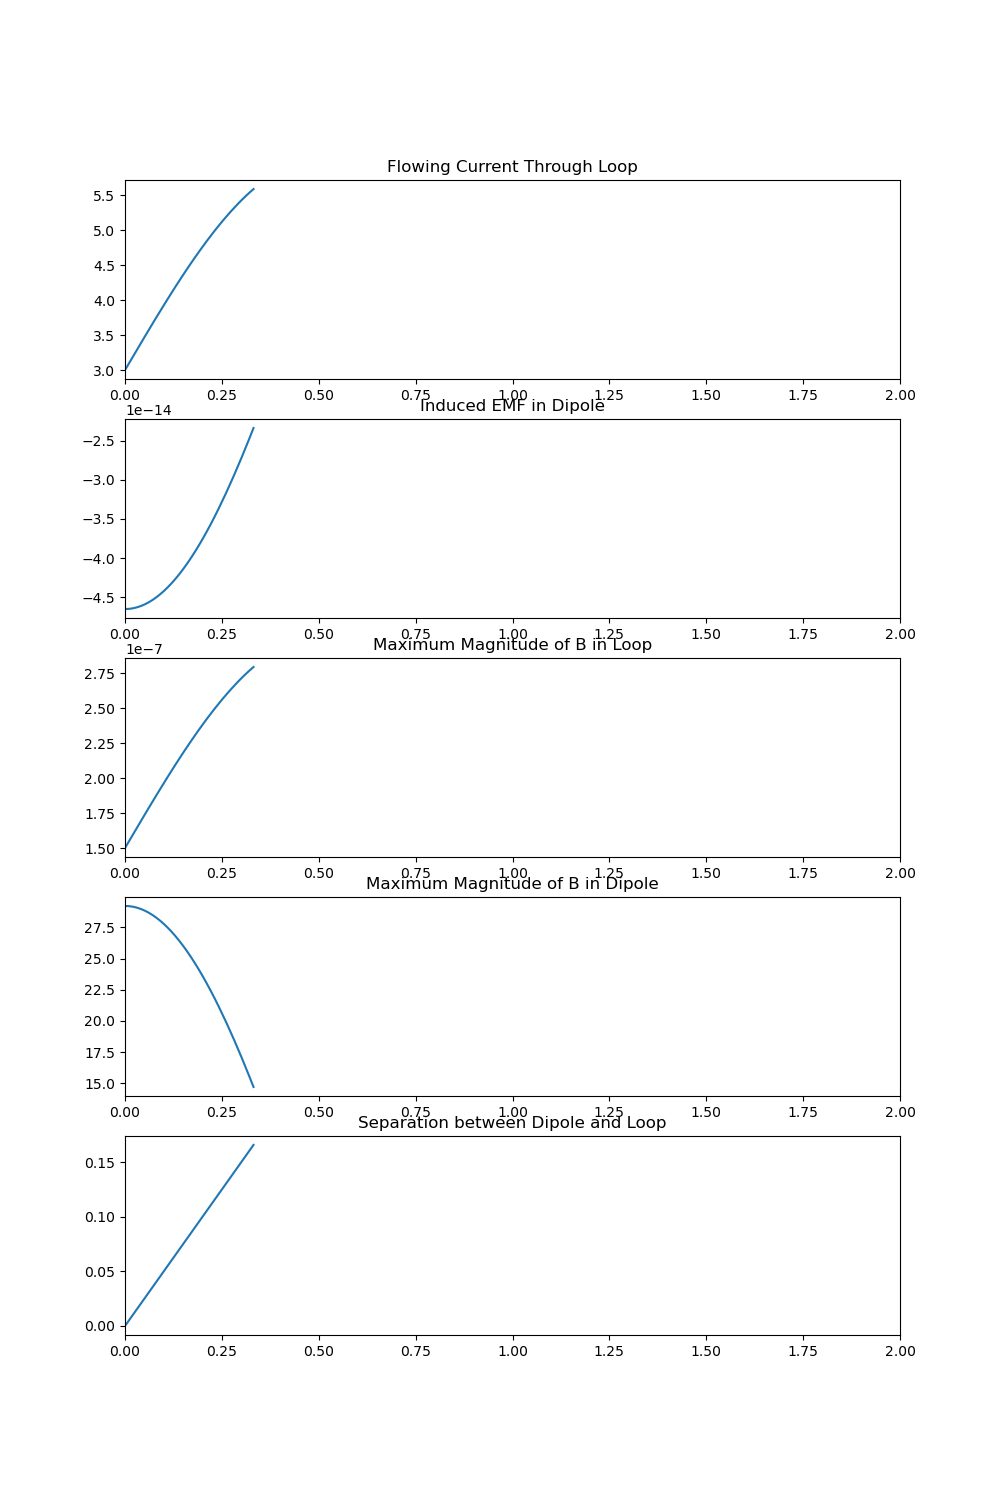 Flowing Current Through Loop
5.5
5.0
4.5
4.0
3.5
3.0
0.00 0.25 0.50 0.75 1.00 1.25 1.50 1.75 2.00
Induced EMF in Dipole
1e−14
−2.5
−3.0
−3.5
−4.0
−4.5
0.00 0.25 0.50 0.75 1.00 1.25 1.50 1.75 2.00
Maximum Magnitude of B in Loop
1e−7
2.75
2.50
2.25
2.00
1.75
1.50
0.00 0.25 0.50 0.75 1.00 1.25 1.50 1.75 2.00
Maximum Magnitude of B in Dipole
27.5
25.0
22.5
20.0
17.5
15.0
0.00 0.25 0.50 0.75 1.00 1.25 1.50 1.75 2.00
Separation between Dipole and Loop
0.15
0.10
0.05
0.00
0.00 0.25 0.50 0.75 1.00 1.25 1.50 1.75 2.00